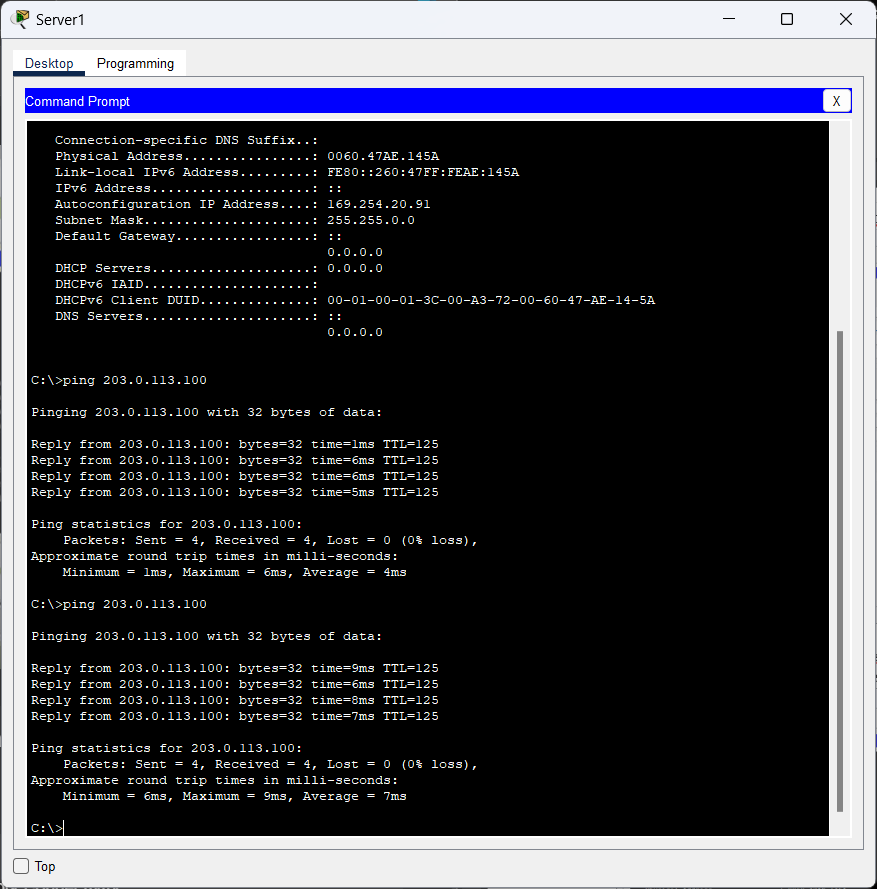 Server1
Desktop Programming
Command Prompt X
Connection-specific DNS Suffix..:
Physical Address................: 0060.47AE.145A
Link-local IPv6 Address.........: FE80::260:47FF:FEAE:145A
IPv6 Address....................: ::
Autoconfiguration IP Address....: 169.254.20.91
Subnet Mask.....................: 255.255.0.0
Default Gateway.................: ::
0.0.0.0
DHCP Servers....................: 0.0.0.0
DHCPv6 IAID.....................:
DHCPv6 Client DUID..............: 00-01-00-01-3C-00-A3-72-00-60-47-AE-14-5A
DNS Servers.....................: ::
0.0.0.0
C:\>ping 203.0.113.100
Pinging 203.0.113.100 with 32 bytes of data:
Reply from 203.0.113.100: bytes=32 time=1ms TTL=125
Reply from 203.0.113.100: bytes=32 time=6ms TTL=125
Reply from 203.0.113.100: bytes=32 time=6ms TTL=125
Reply from 203.0.113.100: bytes=32 time=5ms TTL=125
Ping statistics for 203.0.113.100:
Packets: Sent = 4, Received = 4, Lost = 0 (0% loss),
Approximate round trip times in milli-seconds:
Minimum = 1ms, Maximum = 6ms, Average = 4ms
C:\>ping 203.0.113.100
Pinging 203.0.113.100 with 32 bytes of data:
Reply from 203.0.113.100: bytes=32 time=9ms TTL=125
Reply from 203.0.113.100: bytes=32 time=6ms TTL=125
Reply from 203.0.113.100: bytes=32 time=8ms TTL=125
Reply from 203.0.113.100: bytes=32 time=7ms TTL=125
Ping statistics for 203.0.113.100:
Packets: Sent = 4, Received = 4, Lost = 0 (0% loss),
Approximate round trip times in milli-seconds:
Minimum = 6ms, Maximum = 9ms, Average = 7ms
C:\>
Top